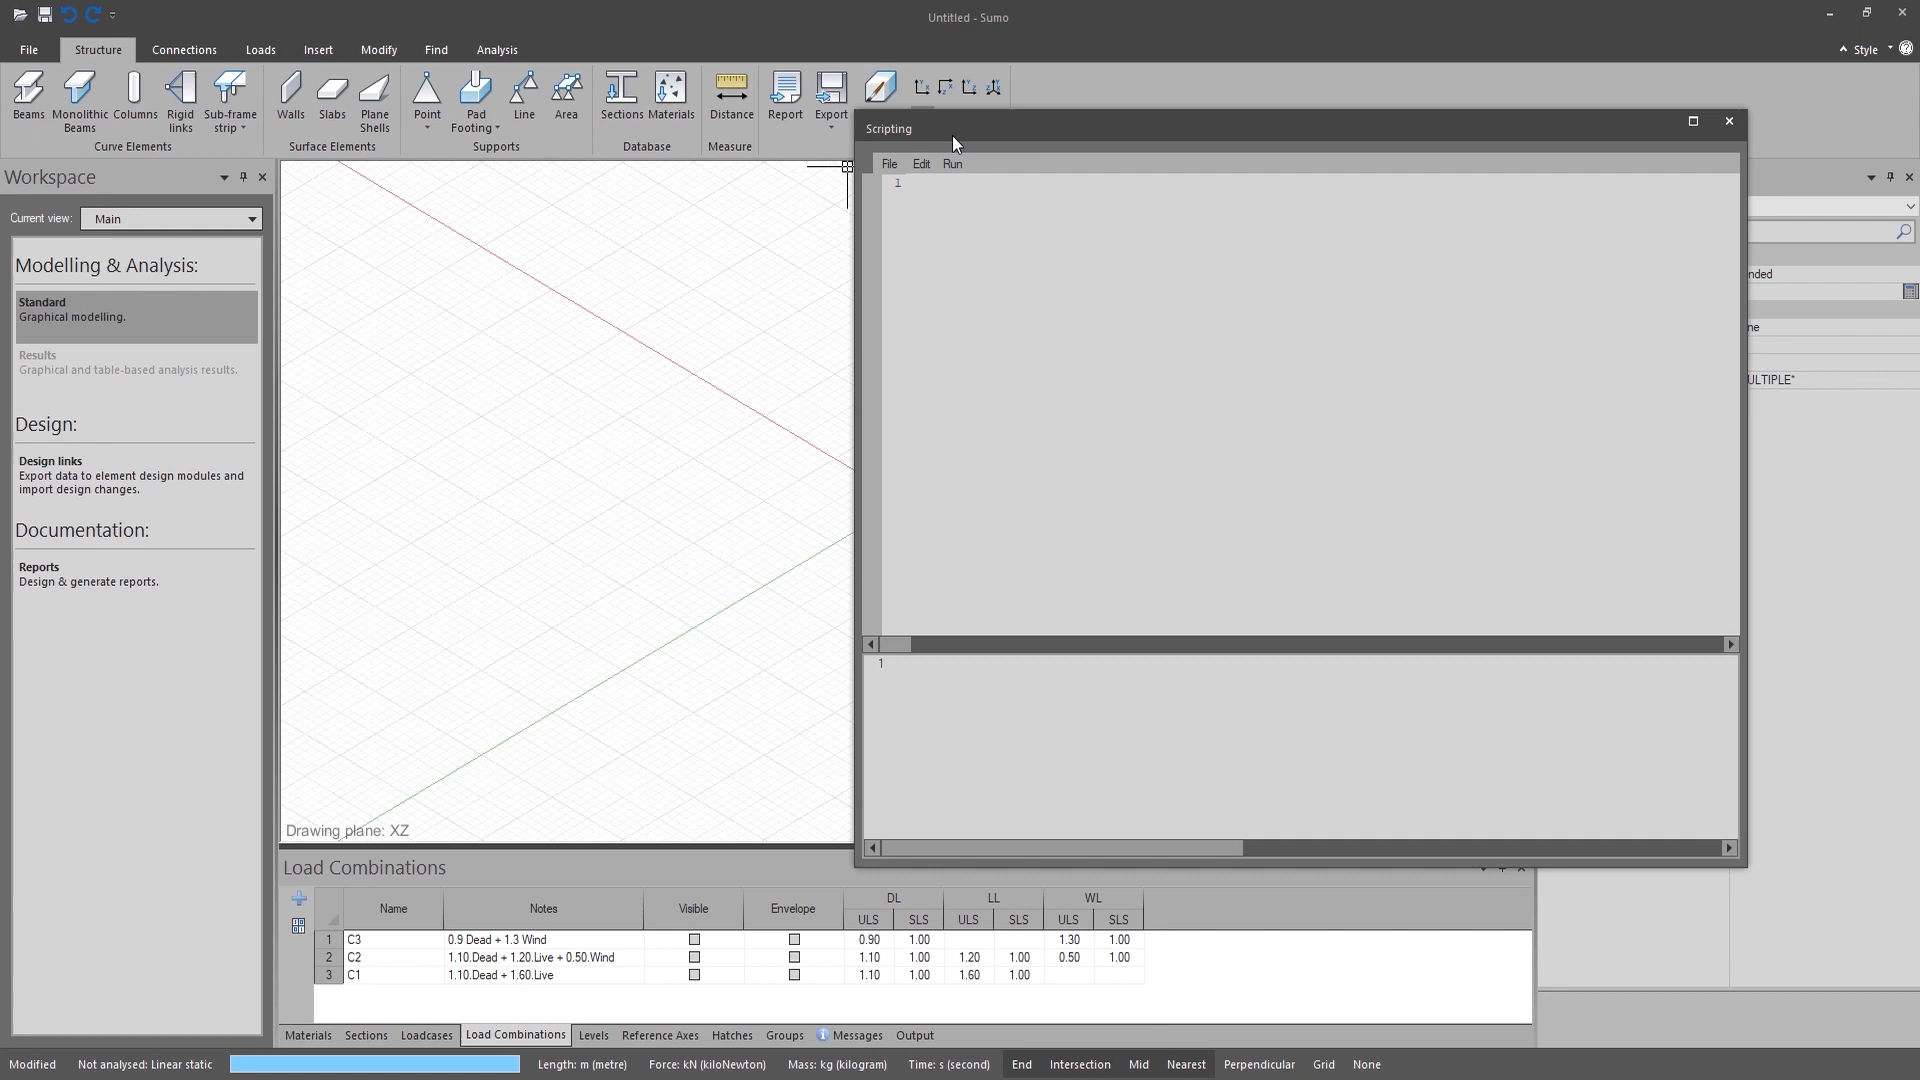 Untitled - Sumo
File
Structure
Connections
Loads
Insert
Modify
Find
Analysis
Style
Beams
Monolithic
Beams
Columns
Rigid
links
Sub-frame
strip
Walls
Slabs
Plane
Shells
Point
Pad
Footing
Line
Area
Sections
Materials
Distance
Report
Export
Curve Elements
Surface Elements
Supports
Database
Measure
Scripting
File
Edit
Run
1
1
Workspace
Current view:
Main
Modelling & Analysis:
Standard
Graphical modelling.
Results
Graphical and table-based analysis results.
Design:
Design links
Export data to element design modules and
import design changes.
Documentation:
Reports
Design & generate reports.
nded
ne
ULTIPLE*
Drawing plane: XZ
Load Combinations
Name
Notes
Visible
Envelope
DL
LL
WL
ULS
SLS
ULS
SLS
ULS
SLS
1 C3 0.9 Dead + 1.3 Wind 0.90 1.00 1.30 1.00
2 C2 1.10.Dead + 1.20.Live + 0.50.Wind 1.10 1.00 1.20 1.00 0.50 1.00
3 C1 1.10.Dead + 1.60.Live 1.10 1.00 1.60 1.00
Materials
Sections
Loadcases
Load Combinations
Levels
Reference Axes
Hatches
Groups
Messages
Output
Modified
Not analysed: Linear static
Length: m (metre)
Force: kN (kiloNewton)
Mass: kg (kilogram)
Time: s (second)
End
Intersection
Mid
Nearest
Perpendicular
Grid
None